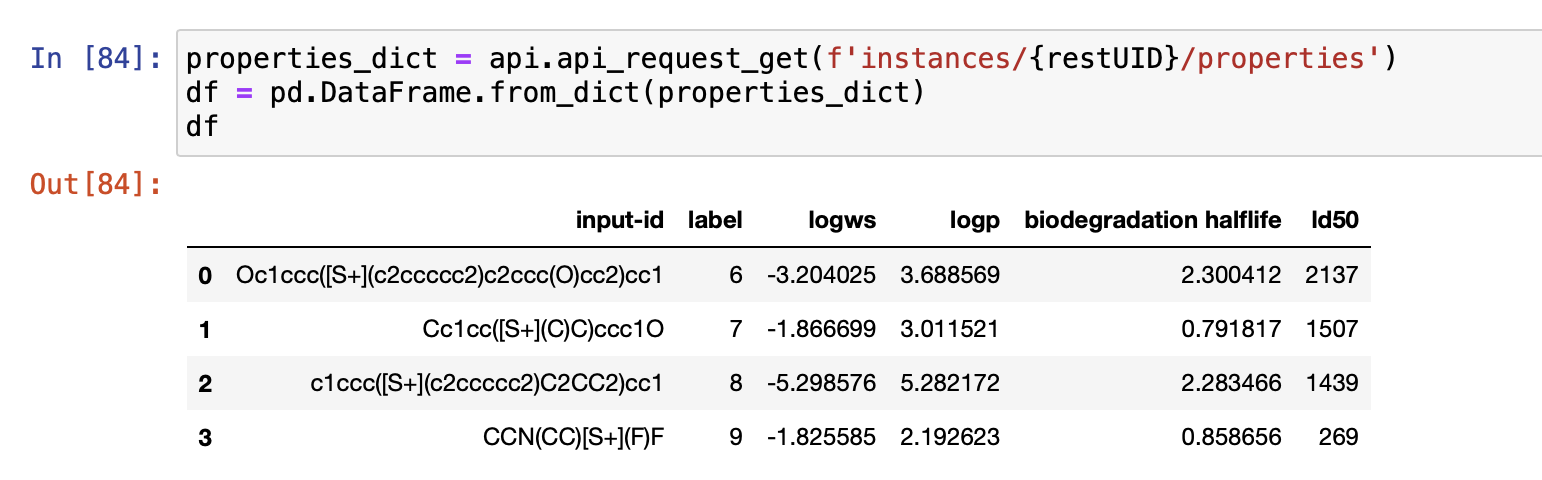 In [84]: properties_dict = api.api_request_get(f'instances/{restUID}/properties')
df = pd.DataFrame.from_dict(properties_dict)
df
Out[84]:
input-id label logws logp biodegradation halflife ld50
0 Oc1ccc([S+](c2ccccc2)c2ccc(O)cc2)cc1 6 -3.204025 3.688569 2.300412 2137
1 Cc1cc([S+](C)C)ccc1O 7 -1.866699 3.011521 0.791817 1507
2 c1ccc([S+](c2ccccc2)C2CC2)cc1 8 -5.298576 5.282172 2.283466 1439
3 CCN(CC)[S+](F)F 9 -1.825585 2.192623 0.858656 269